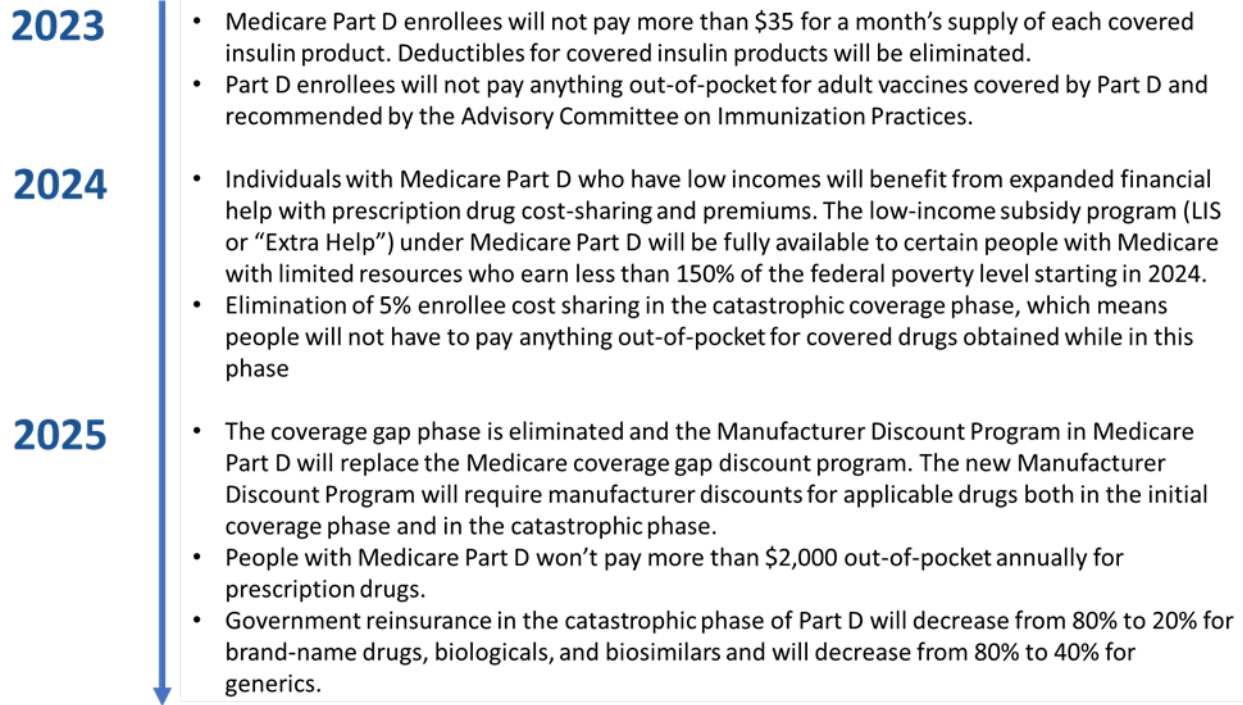 2023
• Medicare Part D enrollees will not pay more than $35 for a month's supply of each covered
insulin product. Deductibles for covered insulin products will be eliminated.
• Part D enrollees will not pay anything out-of-pocket for adult vaccines covered by Part D and
recommended by the Advisory Committee on Immunization Practices.
2024
• Individuals with Medicare Part D who have low incomes will benefit from expanded financial
help with prescription drug cost-sharing and premiums. The low-income subsidy program (LIS
or “Extra Help”) under Medicare Part D will be fully available to certain people with Medicare
with limited resources who earn less than 150% of the federal poverty level starting in 2024.
• Elimination of 5% enrollee cost sharing in the catastrophic coverage phase, which means
people will not have to pay anything out-of-pocket for covered drugs obtained while in this
phase
2025
• The coverage gap phase is eliminated and the Manufacturer Discount Program in Medicare
Part D will replace the Medicare coverage gap discount program. The new Manufacturer
Discount Program will require manufacturer discounts for applicable drugs both in the initial
coverage phase and in the catastrophic phase.
• People with Medicare Part D won't pay more than $2,000 out-of-pocket annually for
prescription drugs.
• Government reinsurance in the catastrophic phase of Part D will decrease from 80% to 20% for
brand-name drugs, biologicals, and biosimilars and will decrease from 80% to 40% for
generics.